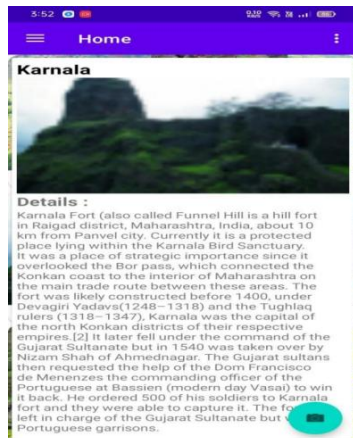 3:52
Home
Karnala
Details :
Karnala Fort (also called Funnel Hill is a hill fort
in Raigad district, Maharashtra, India, about 10
km from Panvel city. Currently it is a protected
place lying within the Karnala Bird Sanctuary.
It was a place of strategic importance since it
overlooked the Bor pass, which connected the
Konkan coast to the interior of Maharashtra on
the main trade route between these areas. The
fort was likely constructed before 1400, under
Devagiri Yadavs(1248–1318) and the Tughlaq
rulers (1318–1347), Karnala was the capital of
the north Konkan districts of their respective
empires.[2] It later fell under the command of the
Gujarat Sultanate but in 1540 was taken over by
Nizam Shah of Ahmednagar. The Gujarat sultans
then requested the help of the Dom Francisco
de Menenzes the commanding officer of the
Portuguese at Bassien (modern day Vasai) to win
it back. He ordered 500 of his soldiers to Karnala
fort and they were able to capture it. The
left in charge of the Gujarat Sultanate but
Portuguese garrisons.